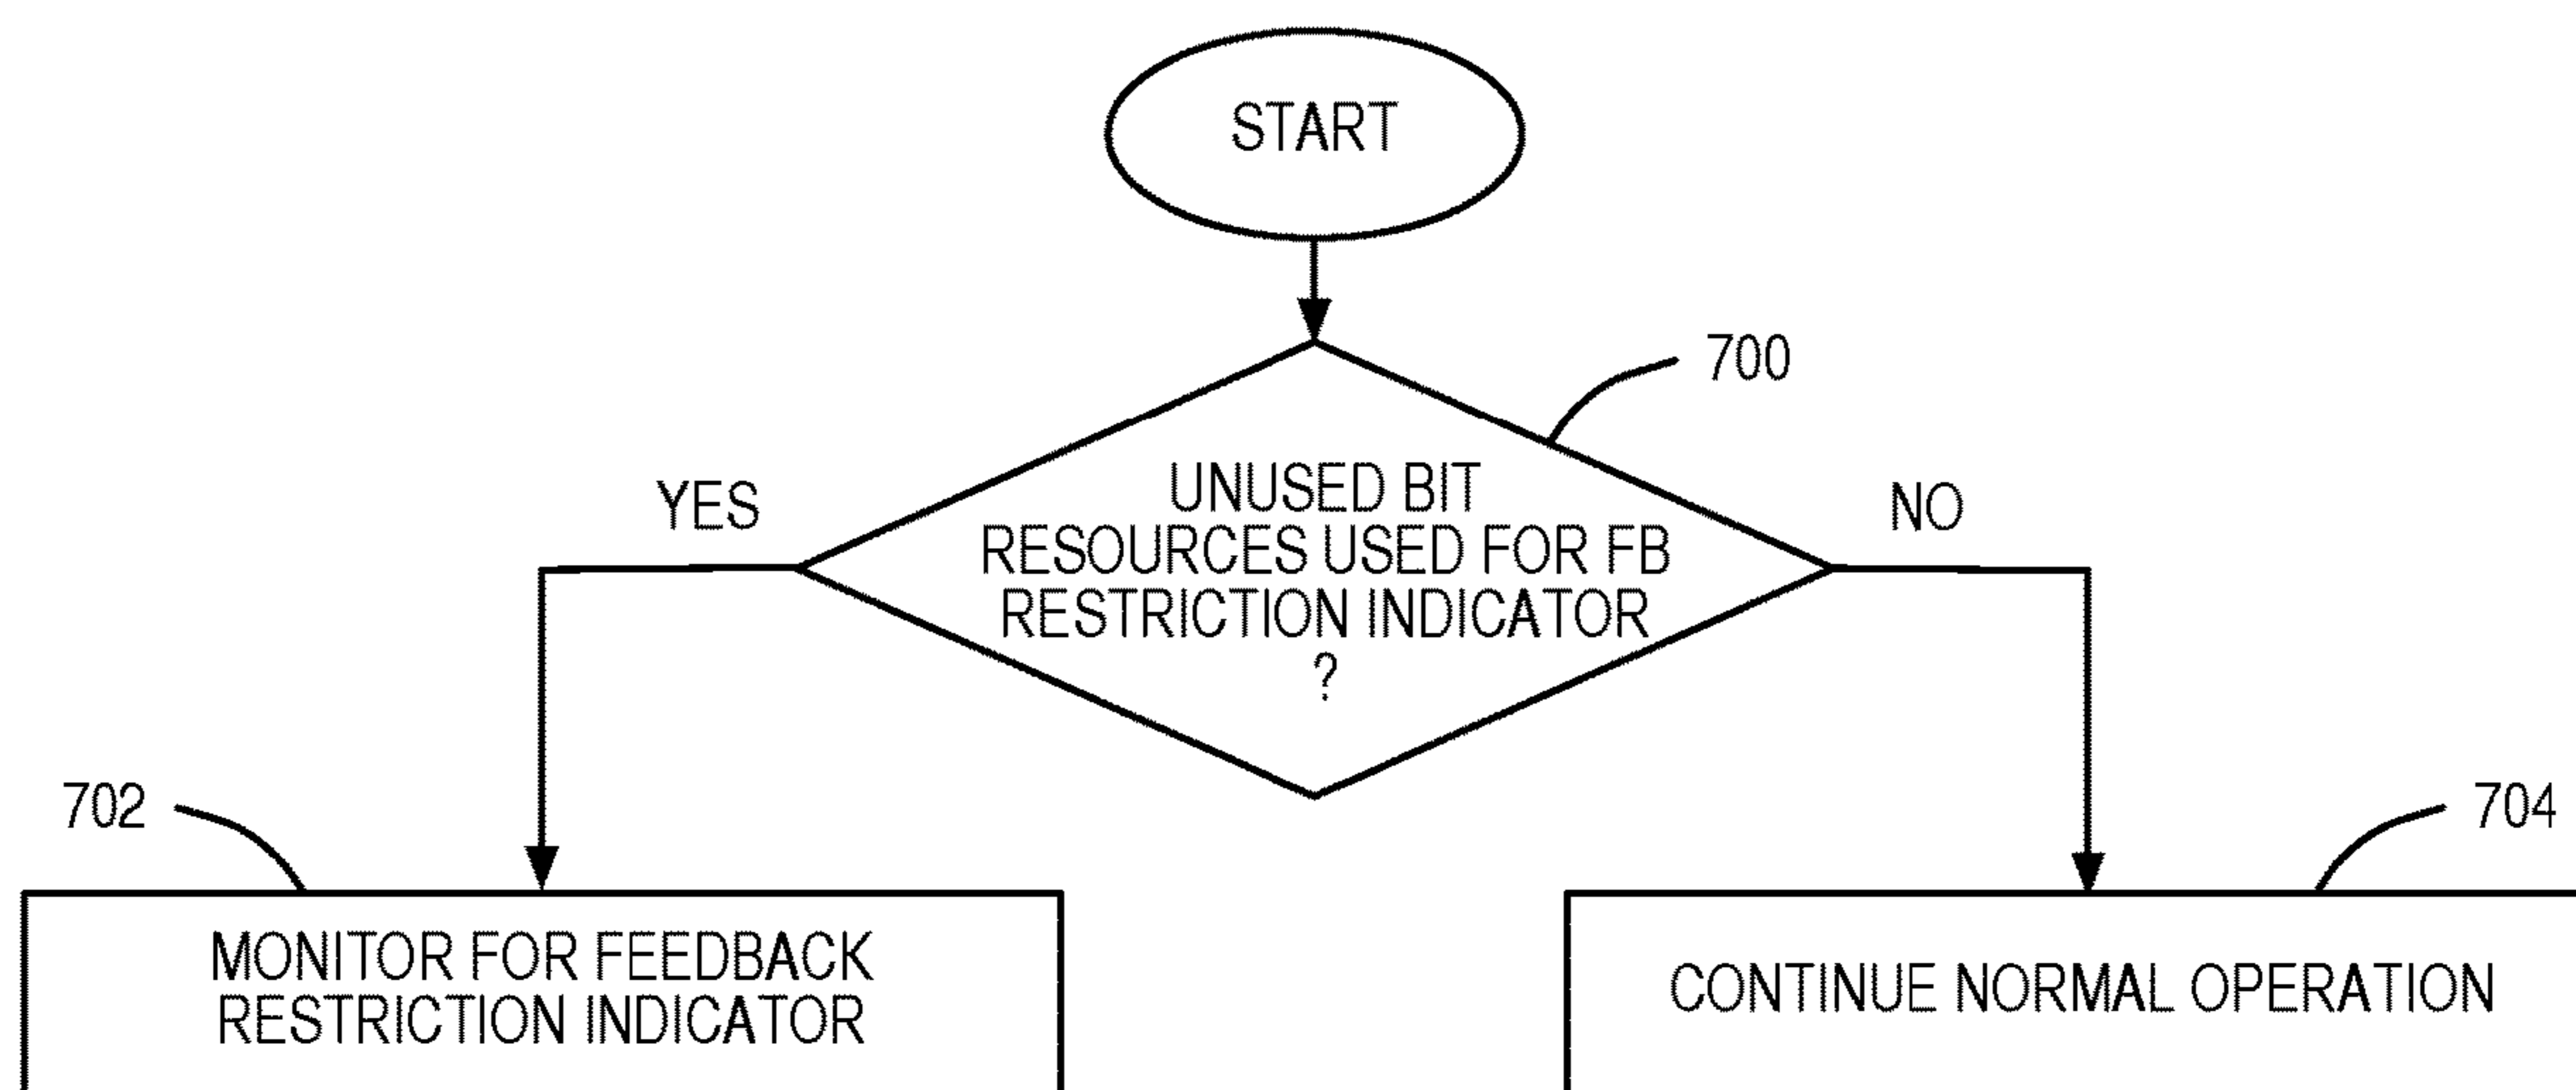 START
700
UNUSED BIT
RESOURCES USED FOR FB
RESTRICTION INDICATOR
?
YES
NO
702
704
MONITOR FOR FEEDBACK
RESTRICTION INDICATOR
CONTINUE NORMAL OPERATION